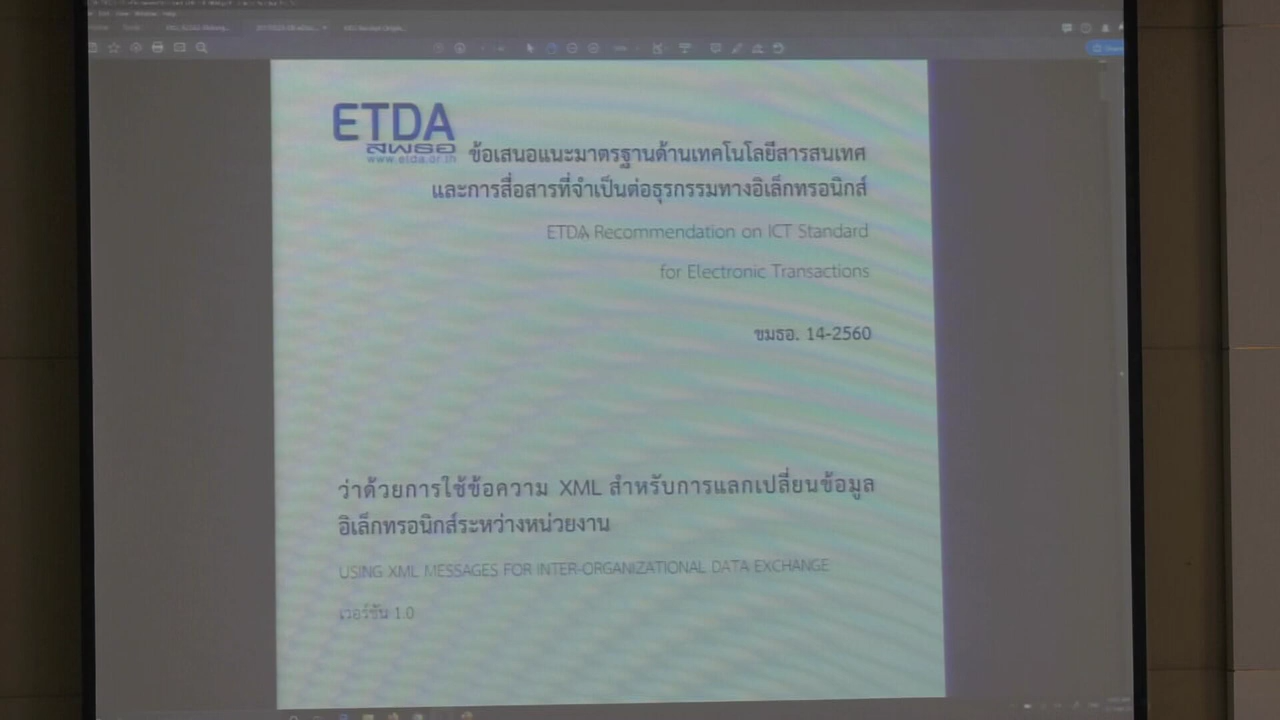 ETDA
สพธอ
www.etda.or.th
ข้อเสนอแนะมาตรฐานด้านเทคโนโลยีสารสนเทศ
และการสื่อสารที่จำเป็นต่อธุรกรรมทางอิเล็กทรอนิกส์
ETDA Recommendation on ICT Standard
for Electronic Transactions
ขมธอ. 14-2560
ว่าด้วยการใช้ข้อความ XML สำหรับการแลกเปลี่ยนข้อมูล
อิเล็กทรอนิกส์ระหว่างหน่วยงาน
USING XML MESSAGES FOR INTER-ORGANIZATIONAL DATA EXCHANGE
เวอร์ชัน 1.0